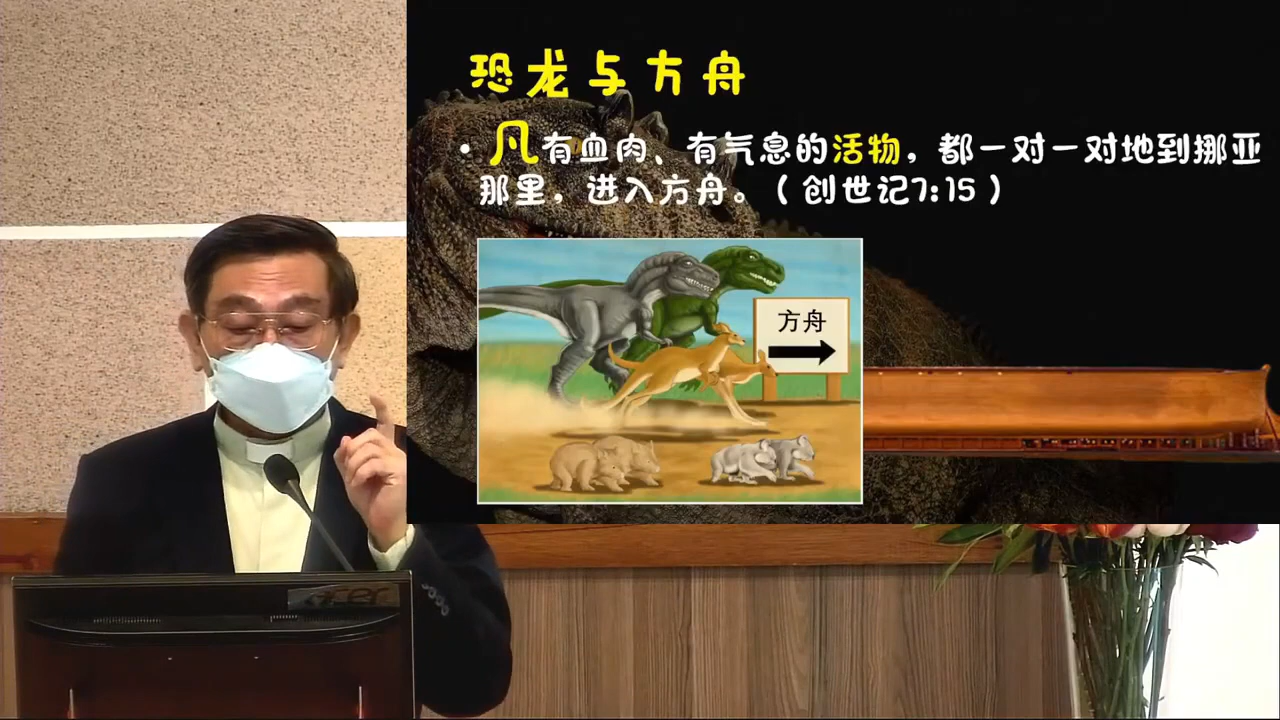 恐龙与方舟
• 凡有血肉、有气息的活物，都一对一对地到挪亚
那里，进入方舟。（创世记7:15）
方舟
acer